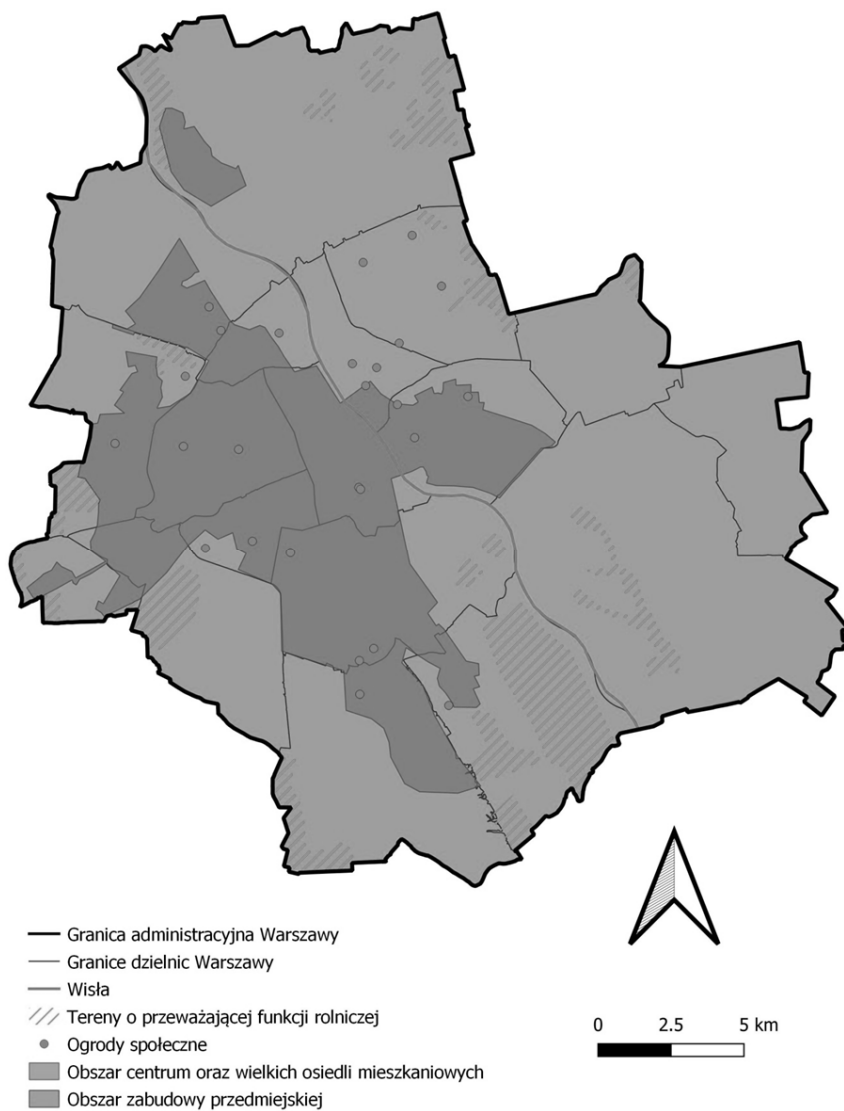 Granica administracyjna Warszawy
Granice dzielnic Warszawy
Wisła
Tereny o przeważającej funkcji rolniczej
Ogrody społeczne
Obszar centrum oraz wielkich osiedli mieszkaniowych
Obszar zabudowy przedmiejskiej
0 2.5 5 km